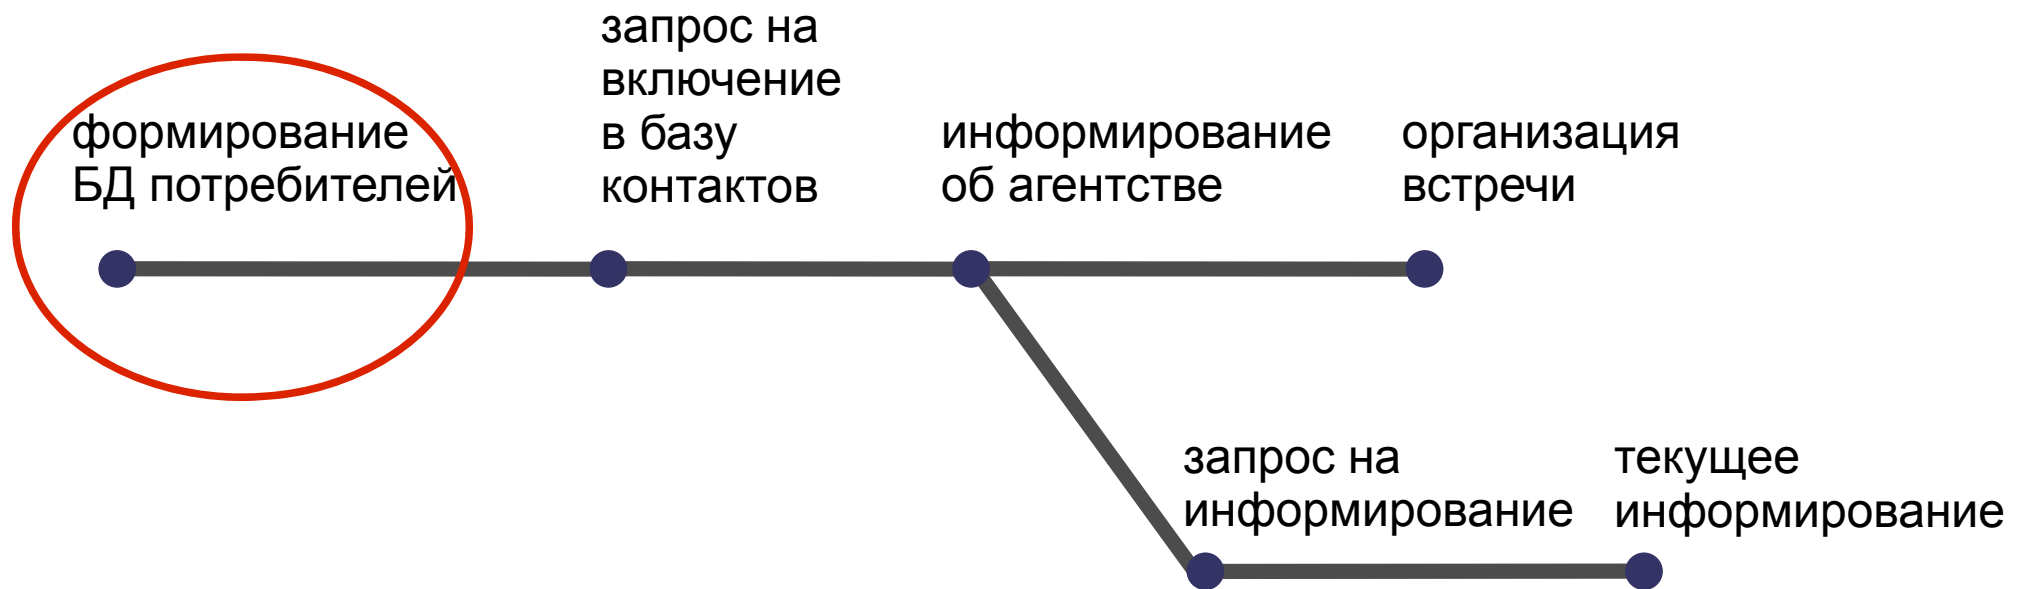 формирование
БД потребителей
запрос на
включение
в базу
контактов
информирование
об агентстве
организация
встречи
запрос на
информирование
текущее
информирование